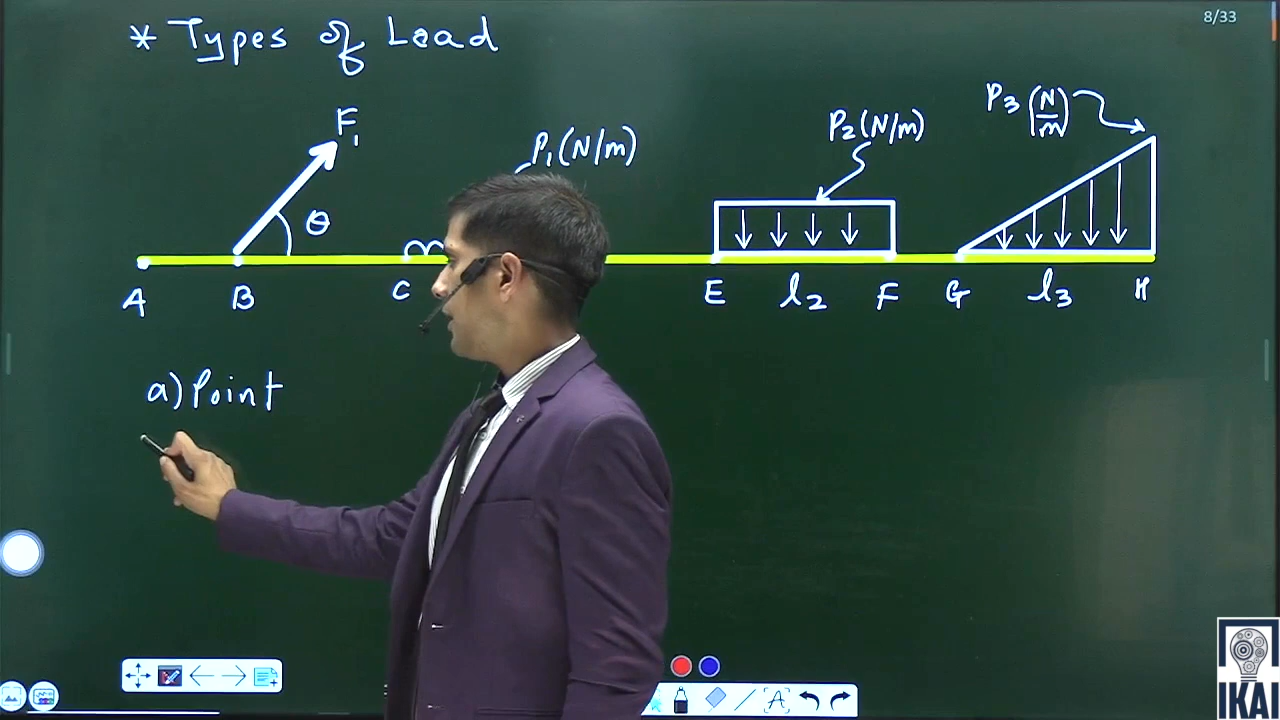 8/33
* Types of Load
F1
θ
P1(N/m)
P2(N/m)
P3 (N/m)
A B C E l2 F G l3 H
a) Point
A
IKAI